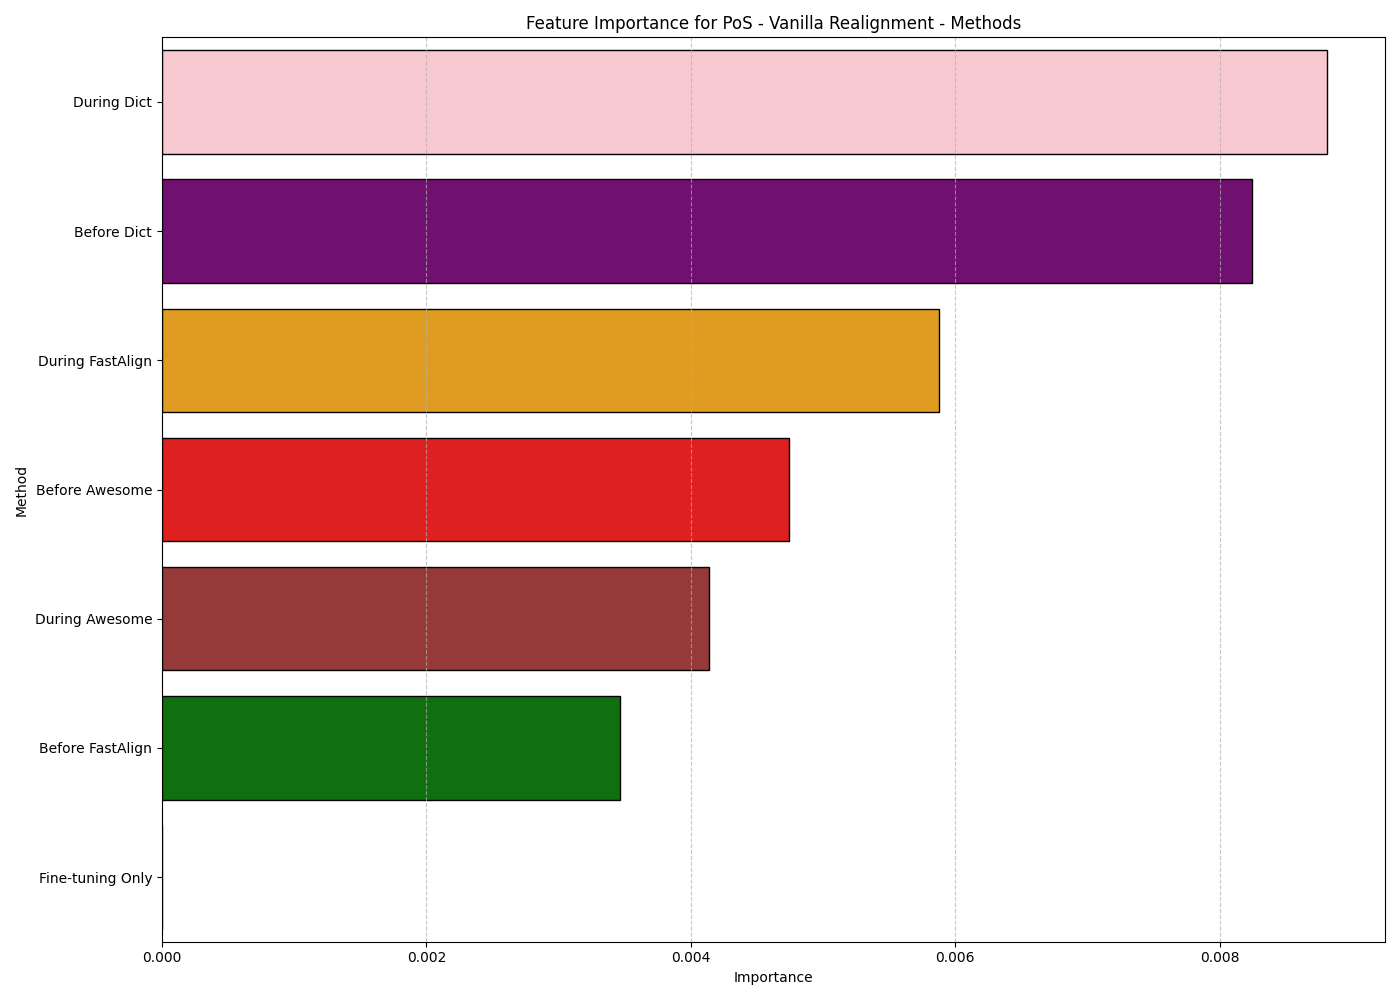 Feature Importance for PoS - Vanilla Realignment - Methods
During Dict
Before Dict
During FastAlign
Before Awesome
During Awesome
Before FastAlign
Fine-tuning Only
Method
0.000 0.002 0.004 0.006 0.008
Importance